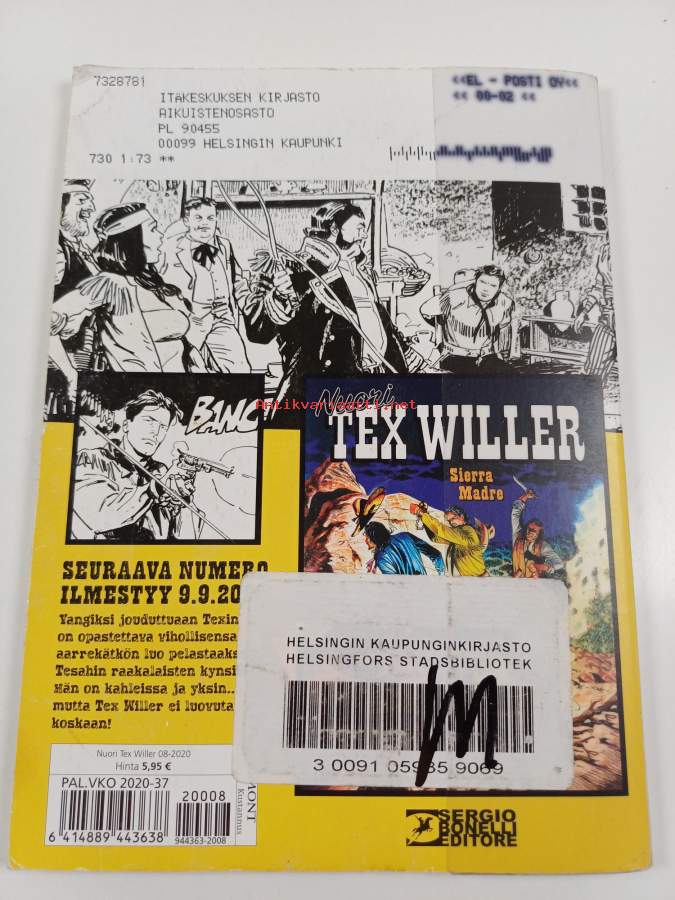 7328781
ITÄKESKUKSEN KIRJASTO
AIKUISTENOSASTO
PL 90455
00099 HELSINGIN KAUPUNKI
730 1:73 **
<<EL - POSTI OY<<
<< 00-02 <<
BANG!
Antikvariaatti.net
Nuori
TEX WILLER
Sierra
Madre
SEURAAVA NUMERO
ILMESTYY 9.9.20
Vangiksi jouduttuaan Texin
on opastettava vihollisensa
aarrekätkön luo pelastaaks
Tesahin raakalaisten kynsi
Hän on kahleissa ja yksin..
mutta Tex Willer ei luovuta
koskaan!
HELSINGIN KAUPUNGINKIRJASTO
HELSINGFORS STADSBIBLIOTEK
3 0091 05985 9069
Nuori Tex Willer 08-2020
Hinta 5,95 €
PAL.VKO 2020-37
20008
6 414889 443638
944363-2008
MONT
Kustannus
SERGIO
BONELLI
EDITORE